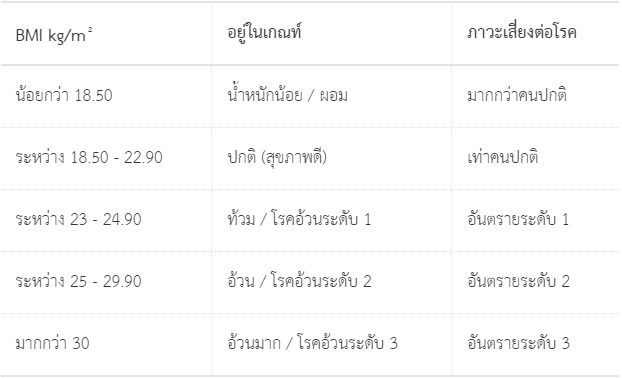 BMI kg/m² อยู่ในเกณท์ ภาวะเสี่ยงต่อโรค
น้อยกว่า 18.50 น้ำหนักน้อย / ผอม มากกว่าคนปกติ
ระหว่าง 18.50 - 22.90 ปกติ (สุขภาพดี) เท่าคนปกติ
ระหว่าง 23 - 24.90 ท้วม / โรคอ้วนระดับ 1 อันตรายระดับ 1
ระหว่าง 25 - 29.90 อ้วน / โรคอ้วนระดับ 2 อันตรายระดับ 2
มากกว่า 30 อ้วนมาก / โรคอ้วนระดับ 3 อันตรายระดับ 3